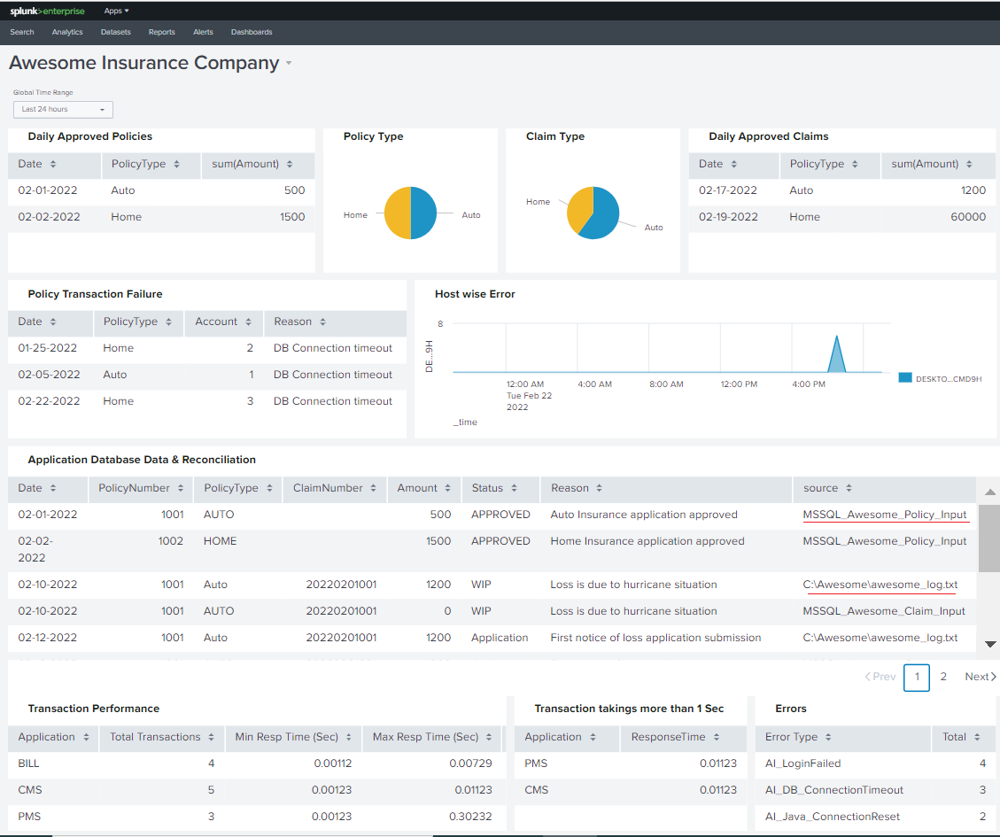 splunk>enterprise Apps
Search Analytics Datasets Reports Alerts Dashboards
Awesome Insurance Company
Global Time Range
Last 24 hours
Daily Approved Policies
Date PolicyType sum(Amount)
02-01-2022 Auto 500
02-02-2022 Home 1500
Policy Type
Home Auto
Claim Type
Home
Auto
Daily Approved Claims
Date PolicyType sum(Amount)
02-17-2022 Auto 1200
02-19-2022 Home 60000
Policy Transaction Failure
Date PolicyType Account Reason
01-25-2022 Home 2 DB Connection timeout
02-05-2022 Auto 1 DB Connection timeout
02-22-2022 Home 3 DB Connection timeout
Host wise Error
8
DE...9H
12:00 AM 4:00 AM 8:00 AM 12:00 PM 4:00 PM
Tue Feb 22
2022
_time
DESKTO...CMD9H
Application Database Data & Reconciliation
Date PolicyNumber PolicyType ClaimNumber Amount Status Reason source
02-01-2022 1001 AUTO 500 APPROVED Auto Insurance application approved MSSQL_Awesome_Policy_Input
02-02- 1002 HOME 1500 APPROVED Home Insurance application approved MSSQL_Awesome_Policy_Input
2022
02-10-2022 1001 Auto 20220201001 1200 WIP Loss is due to hurricane situation C:\Awesome\awesome_log.txt
02-10-2022 1001 AUTO 20220201001 0 WIP Loss is due to hurricane situation MSSQL_Awesome_Claim_Input
02-12-2022 1001 Auto 20220201001 1200 Application First notice of loss application submission C:\Awesome\awesome_log.txt
Prev 1 2 Next
Transaction Performance
Application Total Transactions Min Resp Time (Sec) Max Resp Time (Sec)
BILL 4 0.00112 0.00729
CMS 5 0.00123 0.01123
PMS 3 0.00123 0.30232
Transaction takings more than 1 Sec
Application ResponseTime
PMS 0.01123
CMS 0.01123
Errors
Error Type Total
AI_LoginFailed 4
AI_DB_ConnectionTimeout 3
AI_Java_ConnectionReset 2